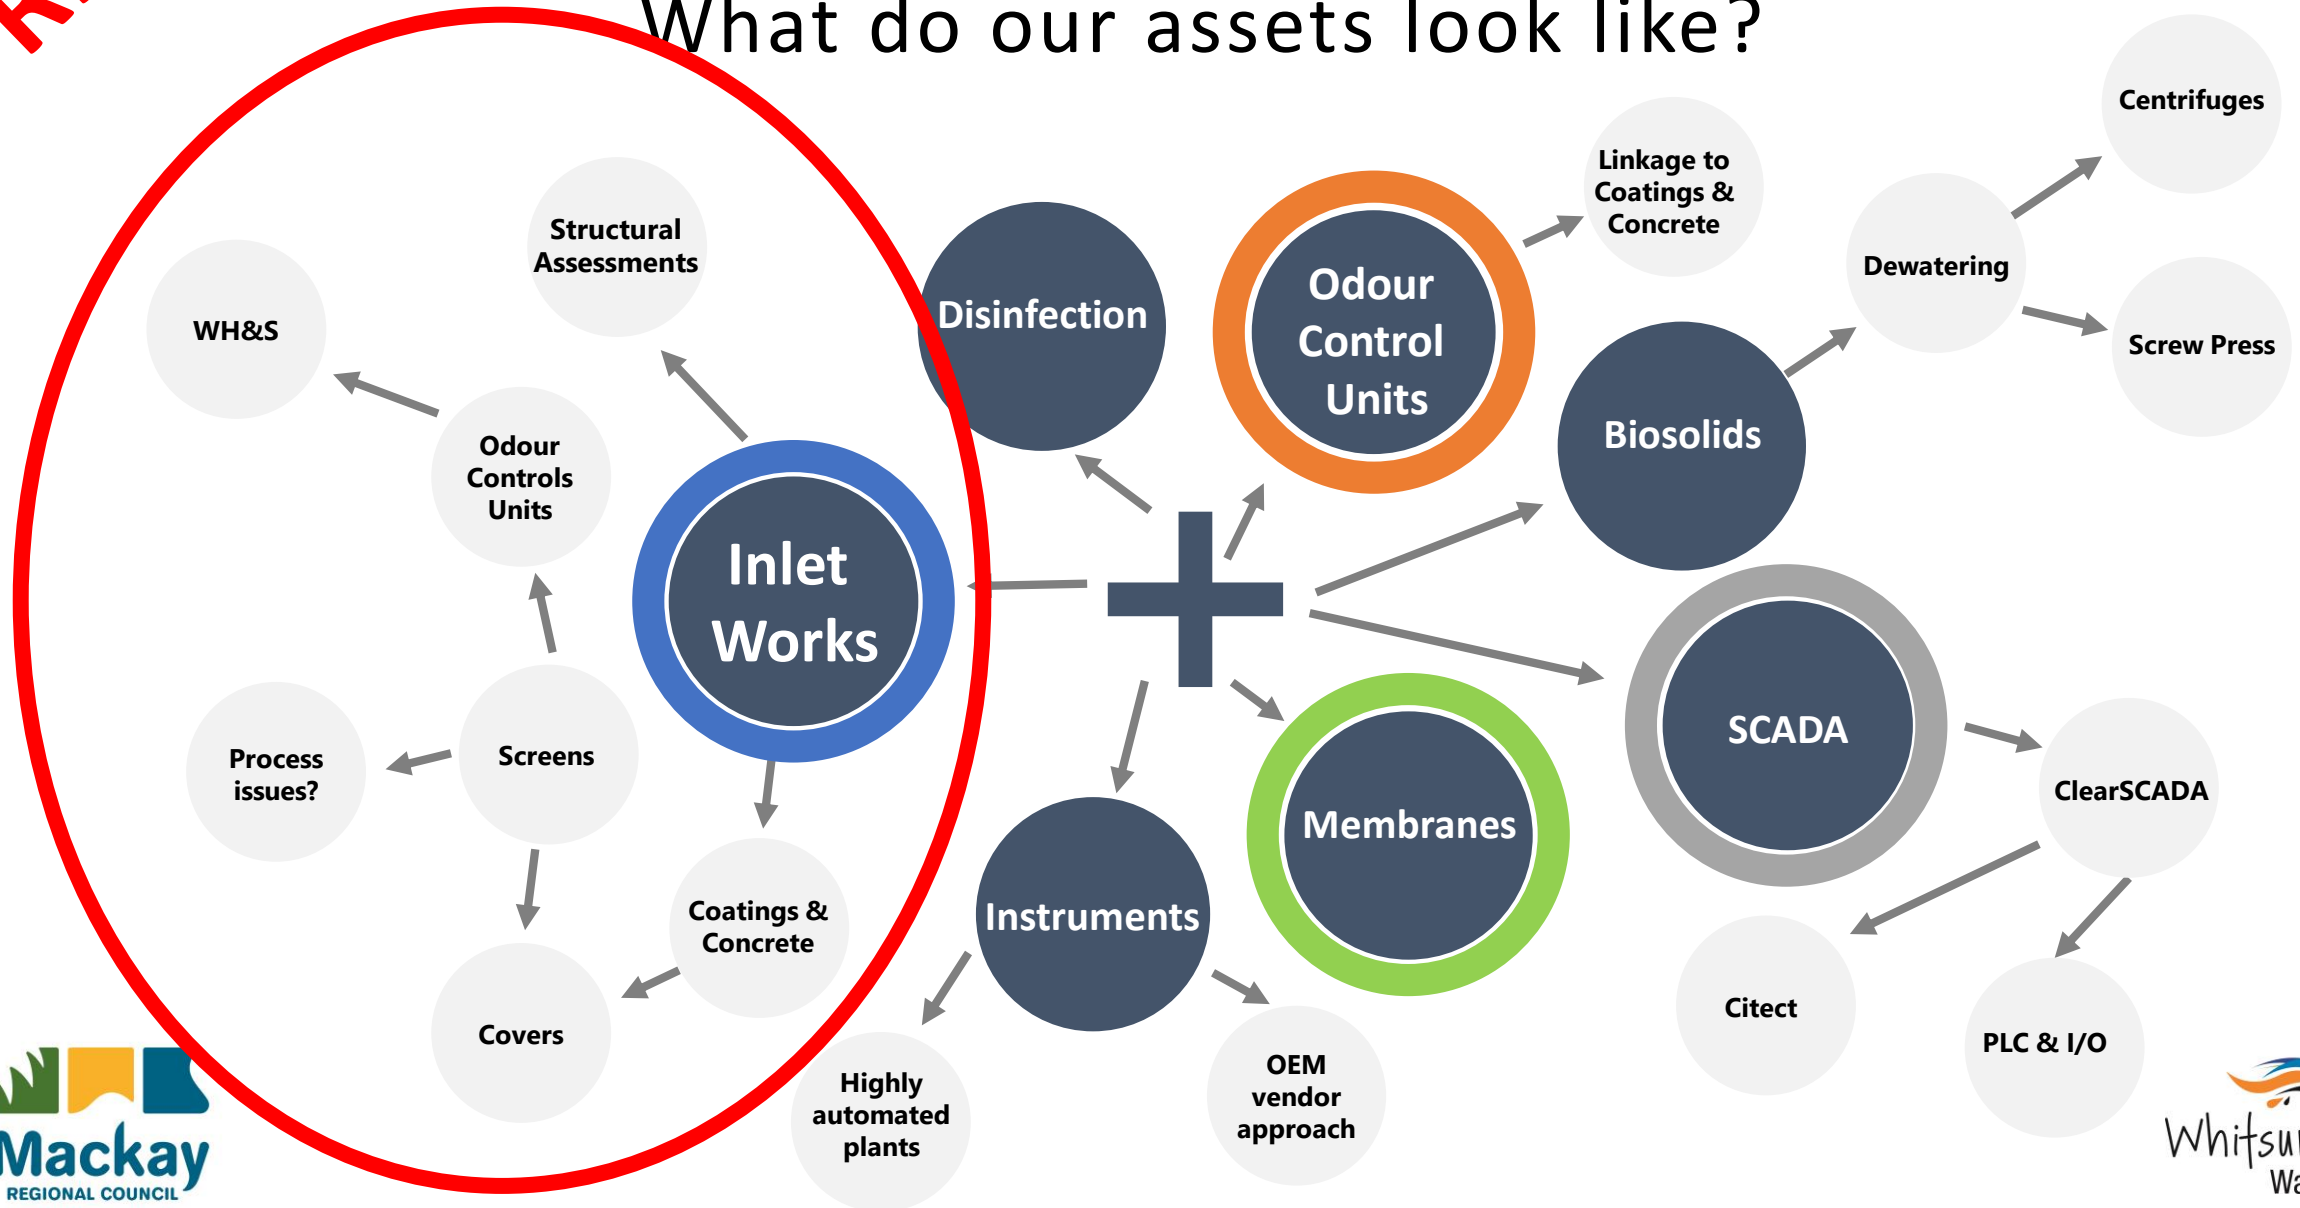 What do our assets look like?
Centrifuges
Linkage to
Coatings &
Concrete
Structural
Assessments
Dewatering
WH&S
Disinfection
Odour
Control
Units
Screw Press
Biosolids
Odour
Controls
Units
Inlet
Works
SCADA
Process
issues?
Screens
ClearSCADA
Membranes
Coatings &
Concrete
Instruments
Citect
Covers
PLC & I/O
Highly
automated
plants
OEM
vendor
approach
Mackay
REGIONAL COUNCIL